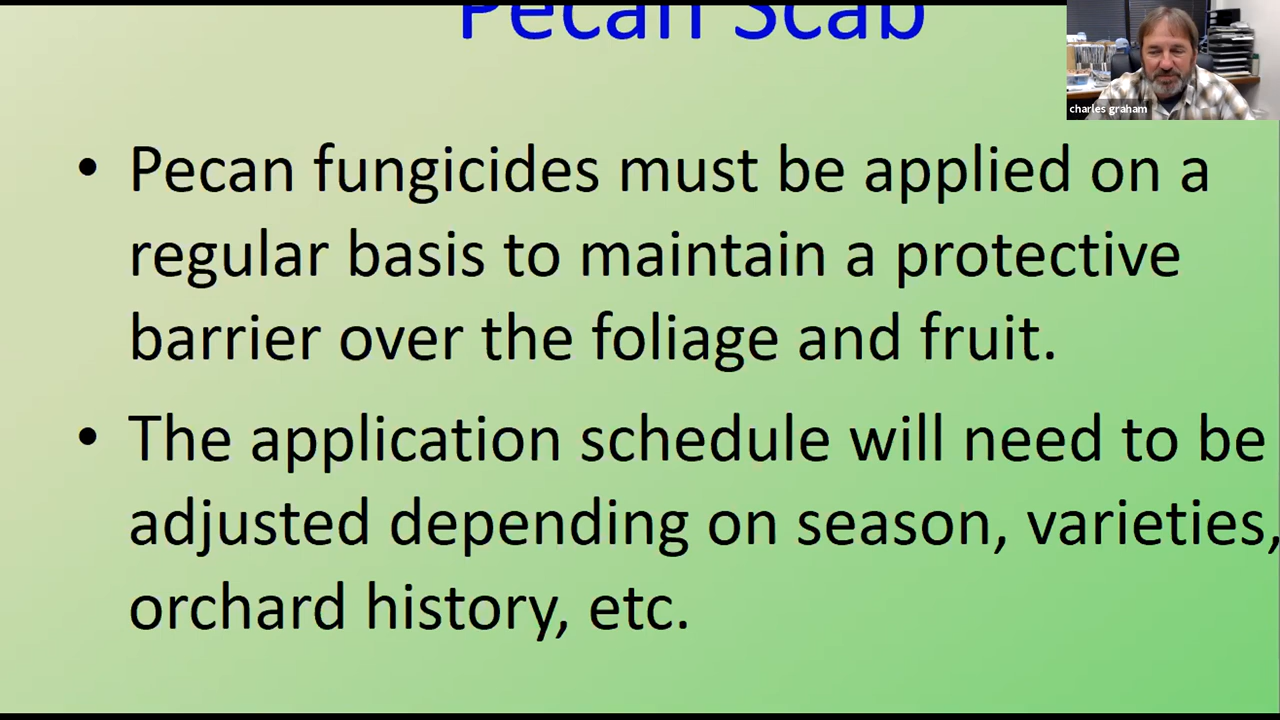 Pecan Scab
charles graham
• Pecan fungicides must be applied on a
regular basis to maintain a protective
barrier over the foliage and fruit.
• The application schedule will need to be
adjusted depending on season, varieties,
orchard history, etc.